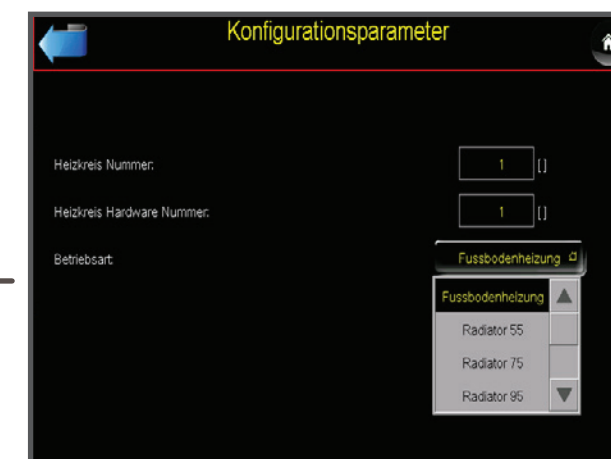 Konfigurationsparameter
Heizkreis Nummer: 1 []
Heizkreis Hardware Nummer: 1 []
Betriebsart: Fussbodenheizung
Fussbodenheizung
Radiator 55
Radiator 75
Radiator 95